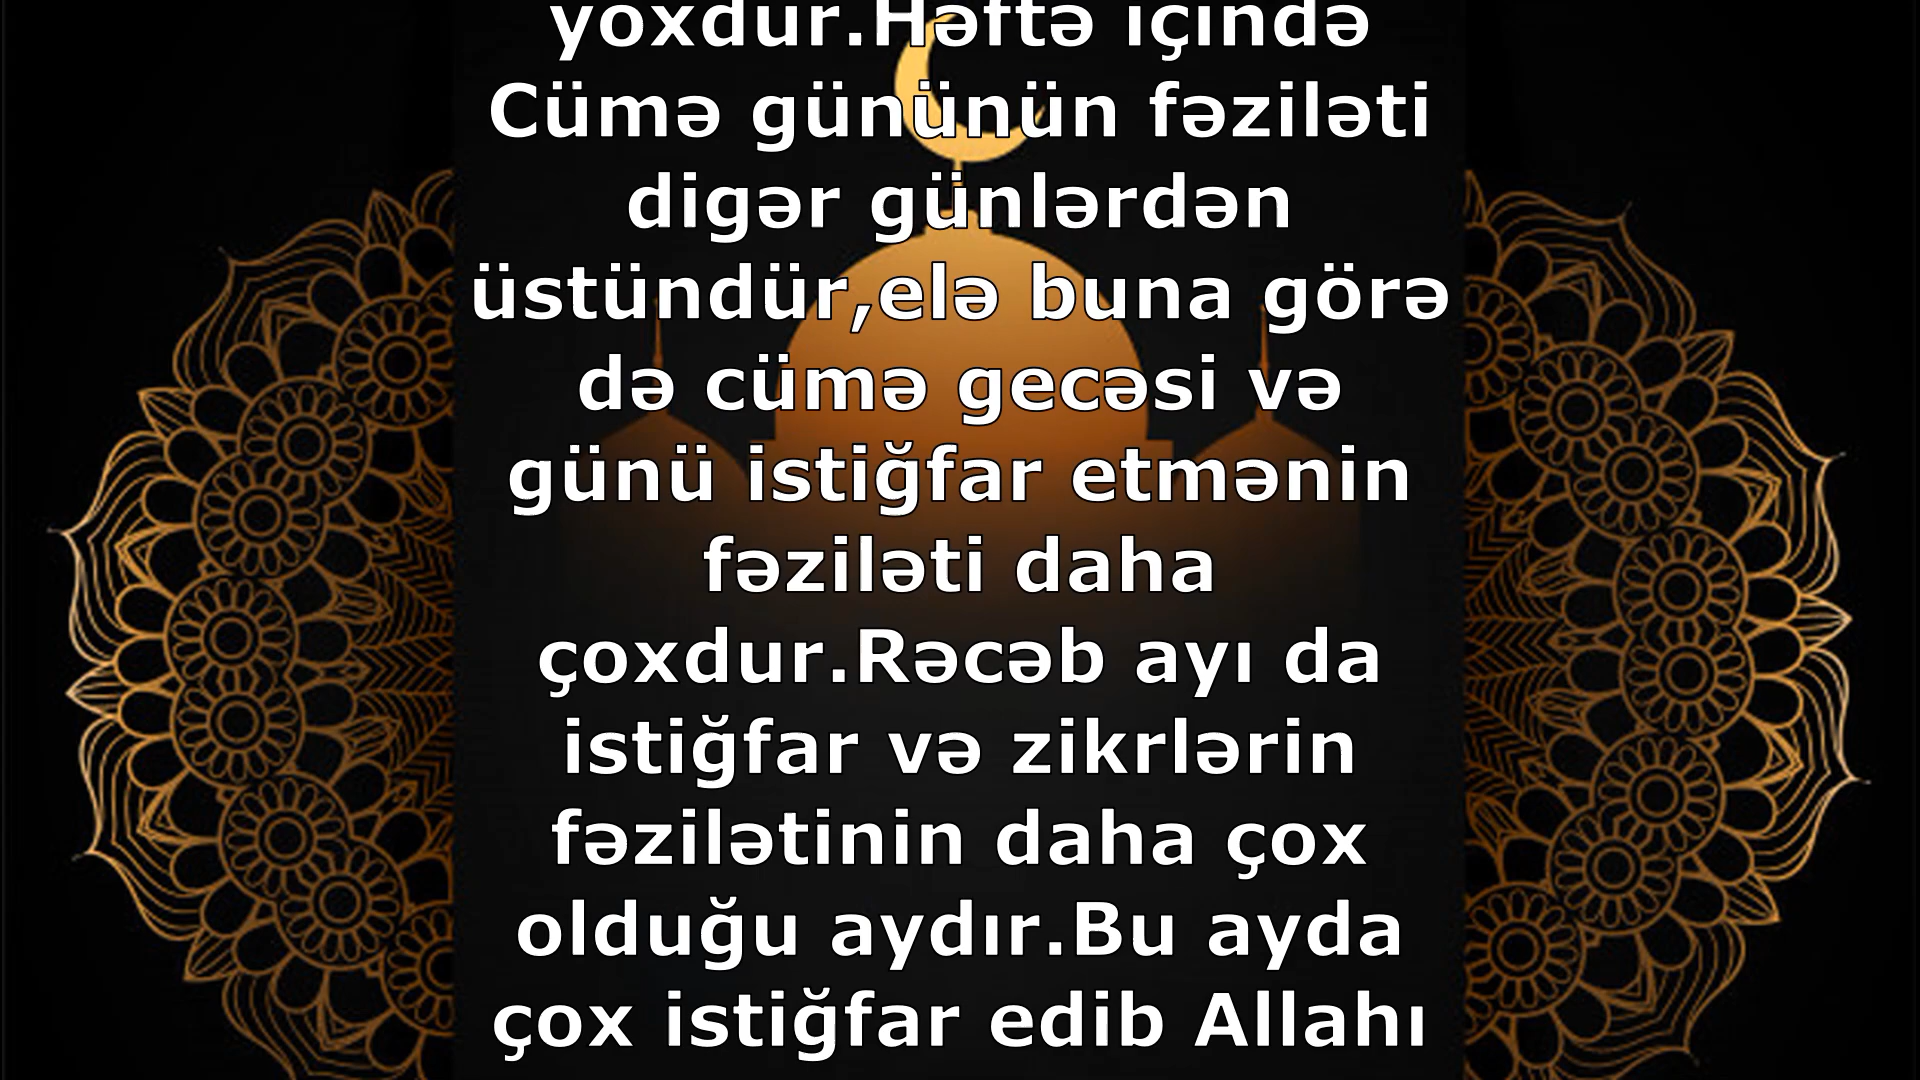 yoxdur.Həftə içində
Cümə gününün fəziləti
digər günlərdən
üstündür,elə buna görə
də cümə gecəsi və
günü istiğfar etmənin
fəziləti daha
çoxdur.Rəcəb ayı da
istiğfar və zikrlərin
fəzilətinin daha çox
olduğu aydır.Bu ayda
çox istiğfar edib Allahı